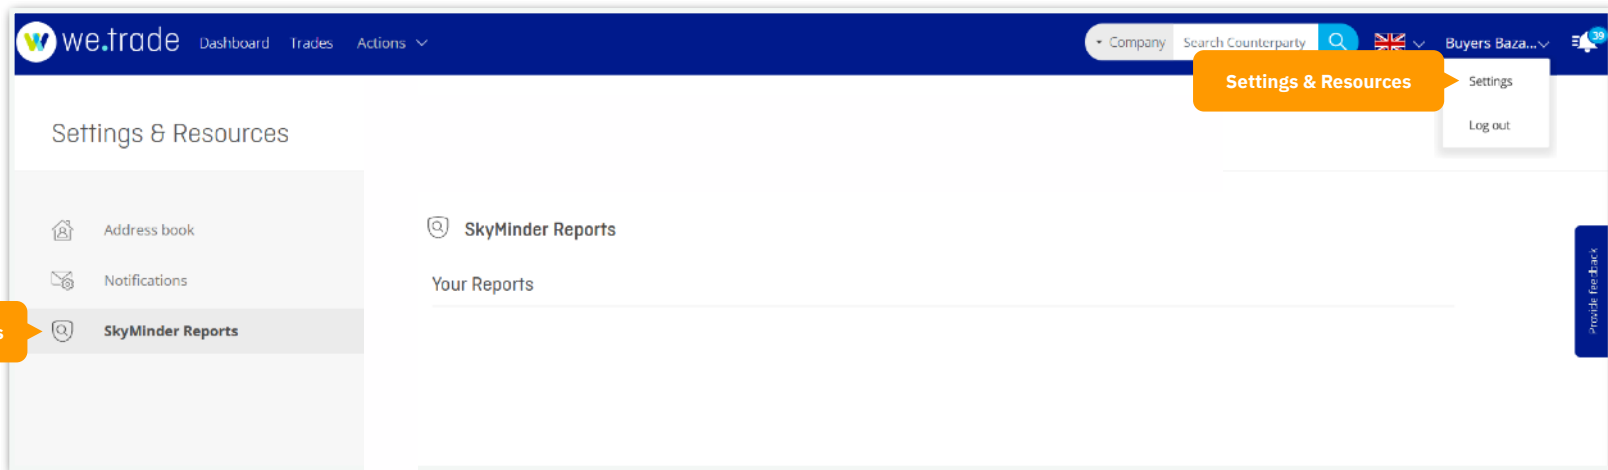 we.trade Dashboard Trades Actions Company Search Counterparty Buyers Baza... 39
Settings & Resources Settings
Log out
Settings & Resources
Address book
Notifications
SkyMinder Reports
SkyMinder Reports
Your Reports
Provide feedback